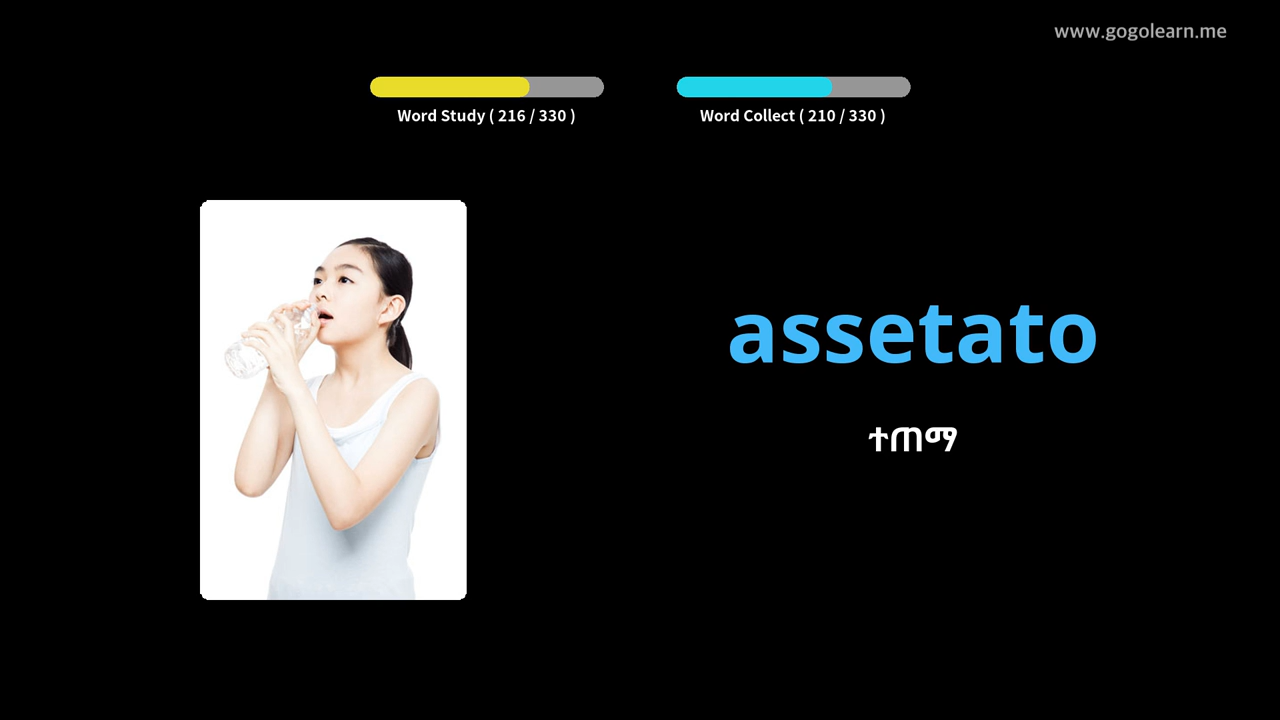 www.gogolearn.me
Word Study ( 216 / 330 )
Word Collect ( 210 / 330 )
assetato
ተጠማ